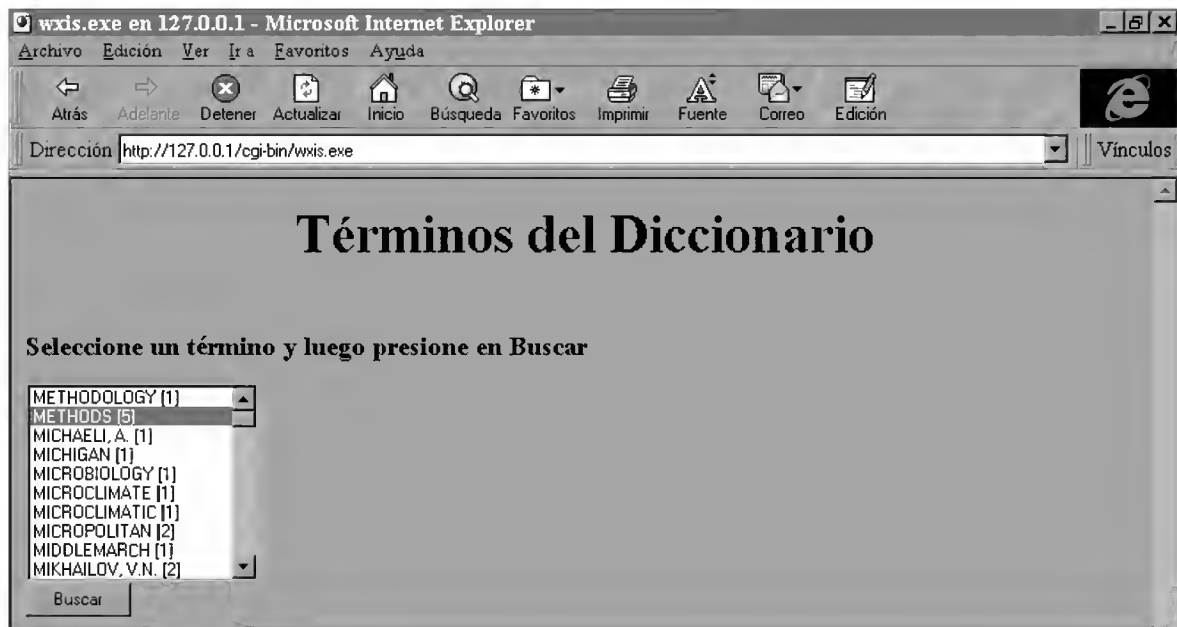 wxis.exe en 127.0.0.1 - Microsoft Internet Explorer
Archivo Edición Ver Ir a Favoritos Ayuda
Atrás Adelante Detener Actualizar Inicio Búsqueda Favoritos Imprimir Fuente Correo Edición
Dirección http://127.0.0.1/cgi-bin/wxis.exe Vínculos
Términos del Diccionario
Seleccione un término y luego presione en Buscar
METHODOLOGY [1]
METHODS [5]
MICHAELI, A. [1]
MICHIGAN [1]
MICROBIOLOGY [1]
MICROCLIMATE [1]
MICROCLIMATIC [1]
MICROPOLITAN [2]
MIDDLEMARCH [1]
MIKHAILOV, V.N. [2]
Buscar